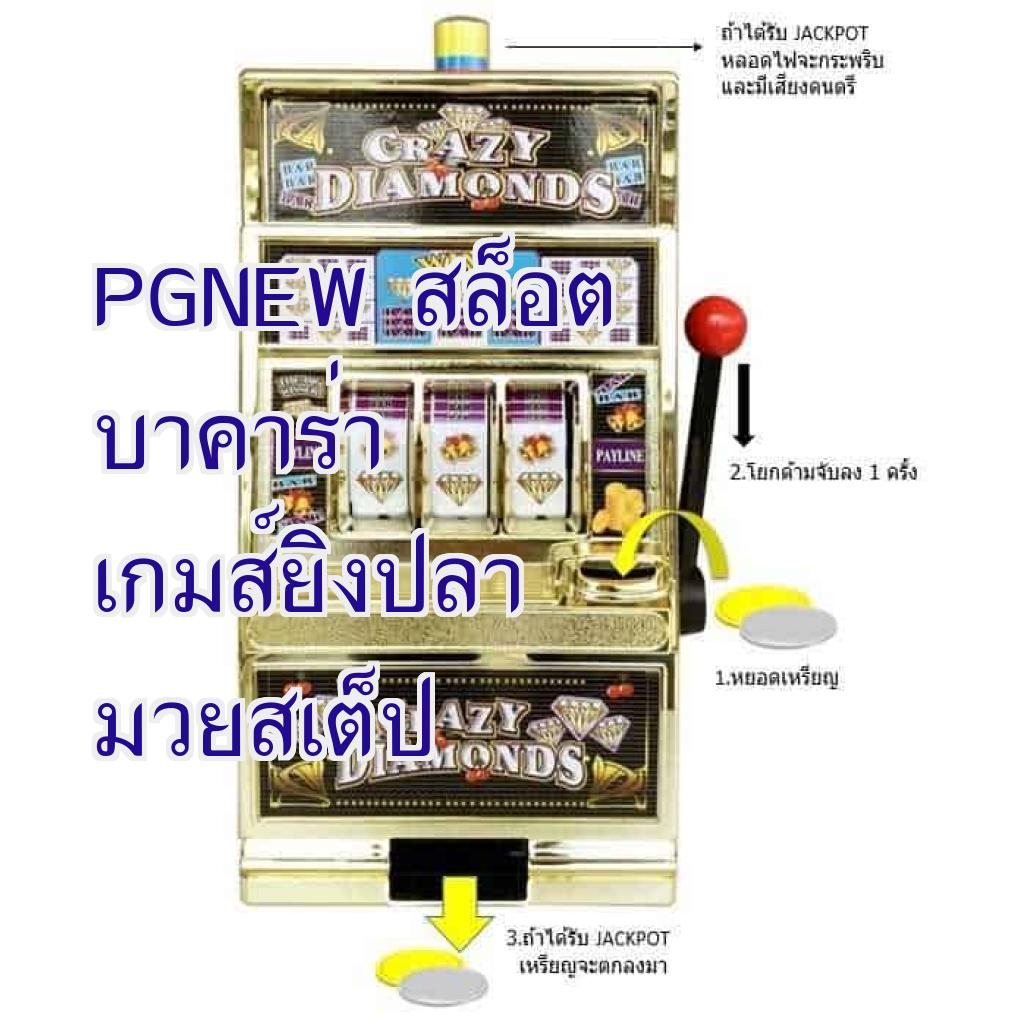 ถ้าได้รับ JACKPOT
หลอดไฟจะกระพริบ
และมีเสียงดนตรี
CRAZY
DIAMONDS
BAR
BAR
PGNEW สล็อต
บาคาร่า
PAYLINE
2.โยกด้ามจับลง 1 ครั้ง
เกมส์ยิงปลา
1.หยอดเหรียญ
มวยสเต็ป
DIAMONDS
3.ถ้าได้รับ JACKPOT
เหรียญจะตกลงมา